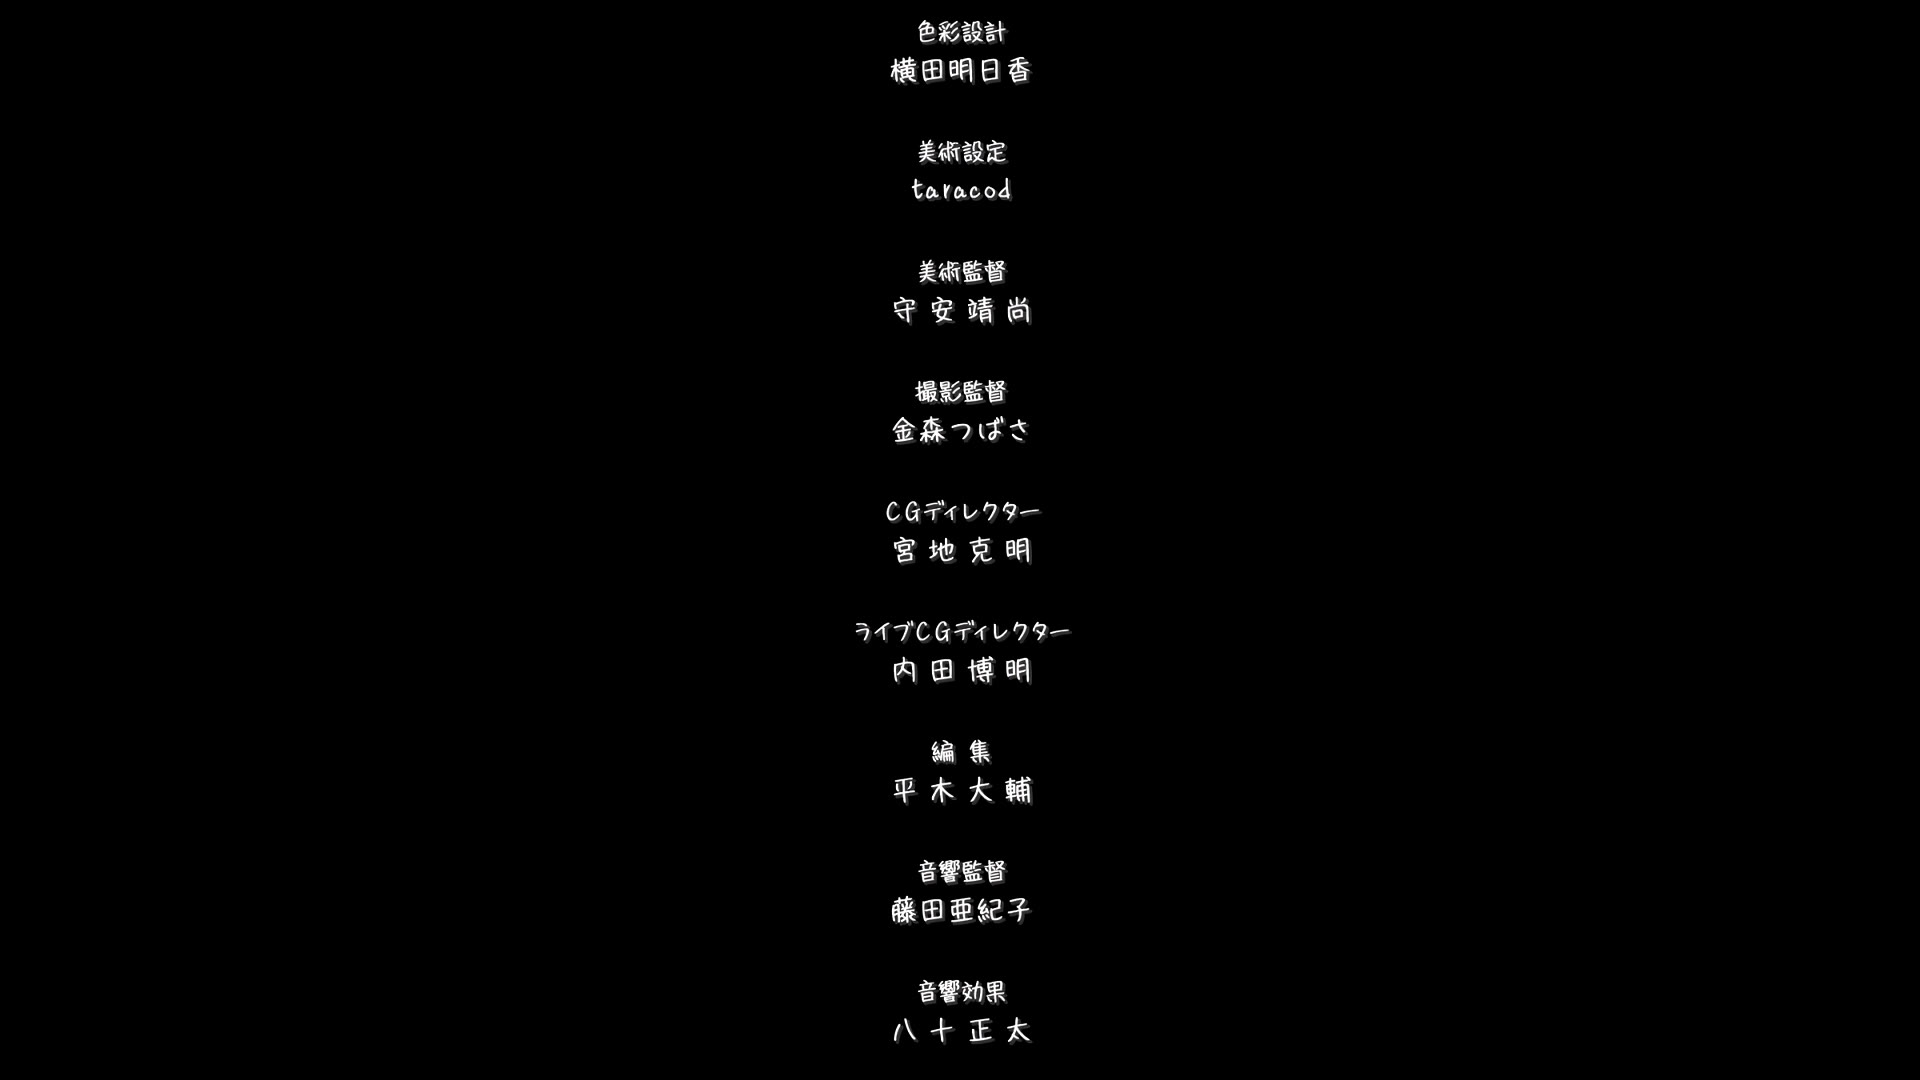 色彩設計
横田明日香
美術設定
taracod
美術監督
守安靖尚
撮影監督
金森つばさ
CGディレクター
宮地克明
ライブCGディレクター
内田博明
編集
平木大輔
音響監督
藤田亜紀子
音響効果
八十正太